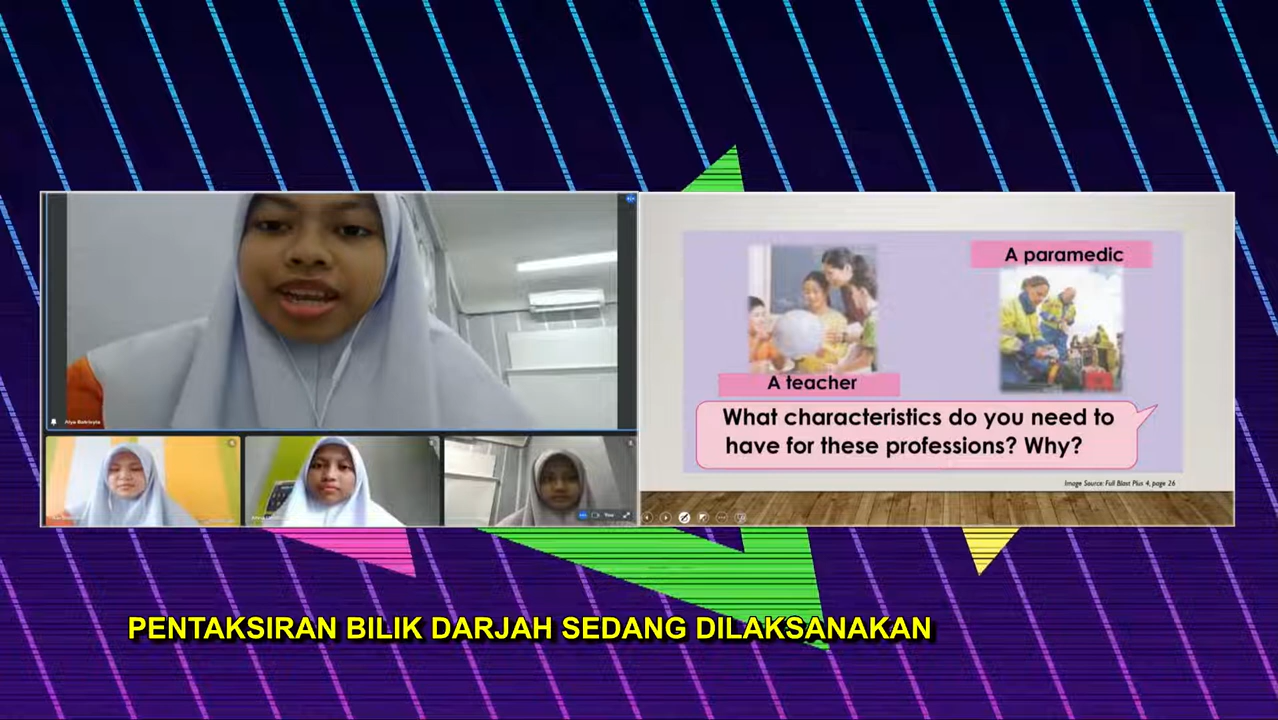 A paramedic
A teacher
What characteristics do you need to
have for these professions? Why?
Image Source: Full Blast Plus 4, page 26
PENTAKSIRAN BILIK DARJAH SEDANG DILAKSANAKAN